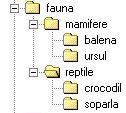 fauna
mamifere
balena
ursul
reptile
crocodil
soparla